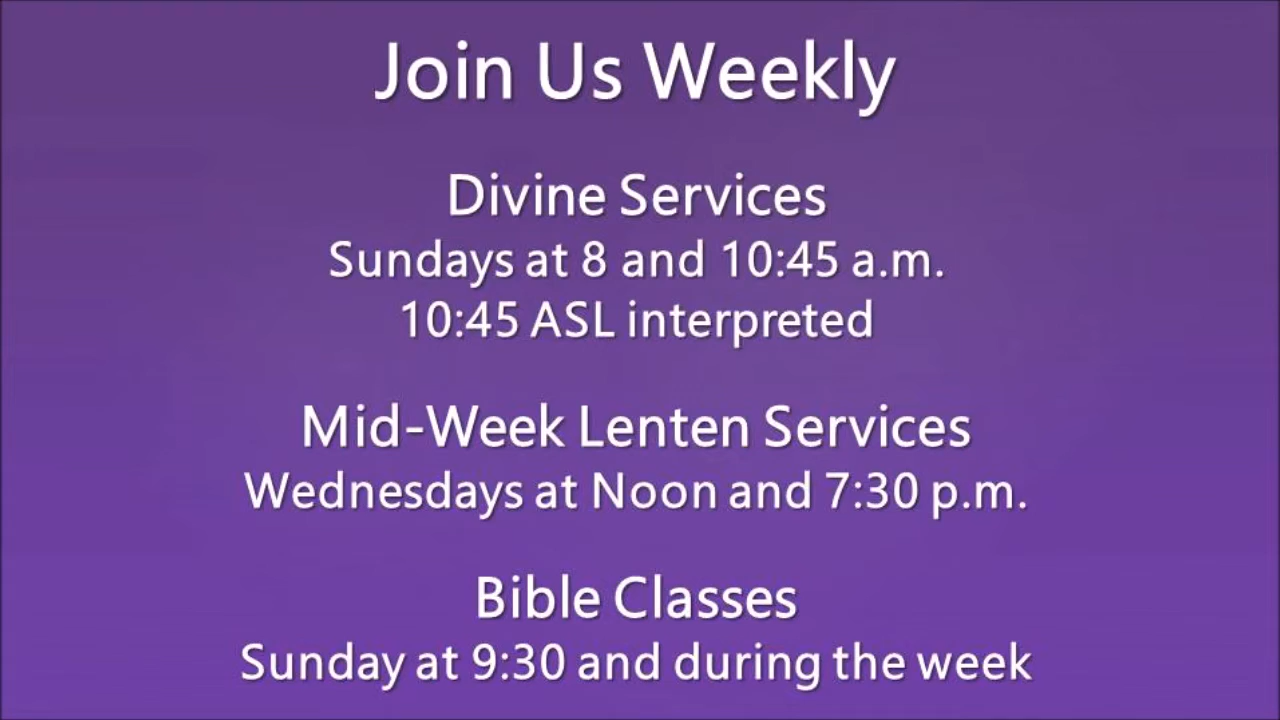 Join Us Weekly
Divine Services
Sundays at 8 and 10:45 a.m.
10:45 ASL interpreted
Mid-Week Lenten Services
Wednesdays at Noon and 7:30 p.m.
Bible Classes
Sunday at 9:30 and during the week